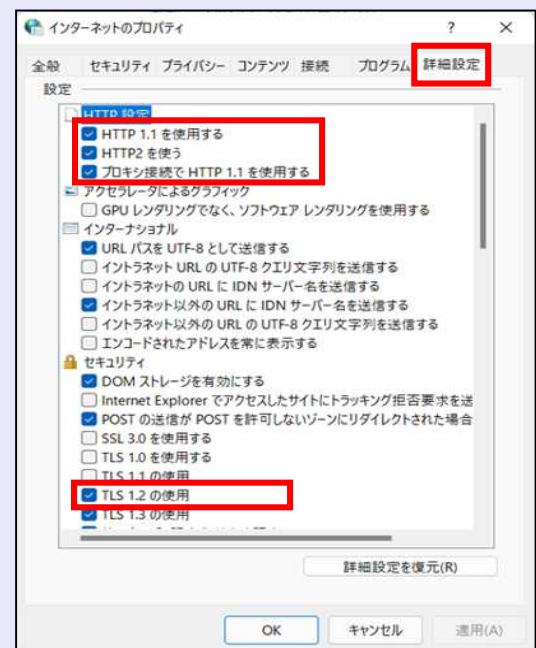 インターネットのプロパティ ? ×
全般 セキュリティ プライバシー コンテンツ 接続 プログラム 詳細設定
設定
HTTP 設定
HTTP 1.1 を使用する
HTTP2 を使う
プロキシ接続で HTTP 1.1 を使用する
アクセラレータによるグラフィック
GPU レンダリングでなく、ソフトウェア レンダリングを使用する
インターナショナル
URL パスを UTF-8 として送信する
イントラネット URL の UTF-8 クエリ文字列を送信する
イントラネットの URL に IDN サーバー名を送信する
イントラネット以外の URL に IDN サーバー名を送信する
イントラネット以外の URL の UTF-8 クエリ文字列を送信する
エンコードされたアドレスを常に表示する
セキュリティ
DOM ストレージを有効にする
Internet Explorer でアクセスしたサイトにトラッキング拒否要求を送
POST の送信が POST を許可しないゾーンにリダイレクトされた場合
SSL 3.0 を使用する
TLS 1.0 を使用する
TLS 1.1 の使用
TLS 1.2 の使用
TLS 1.3 の使用
詳細設定を復元(R)
OK キャンセル 適用(A)